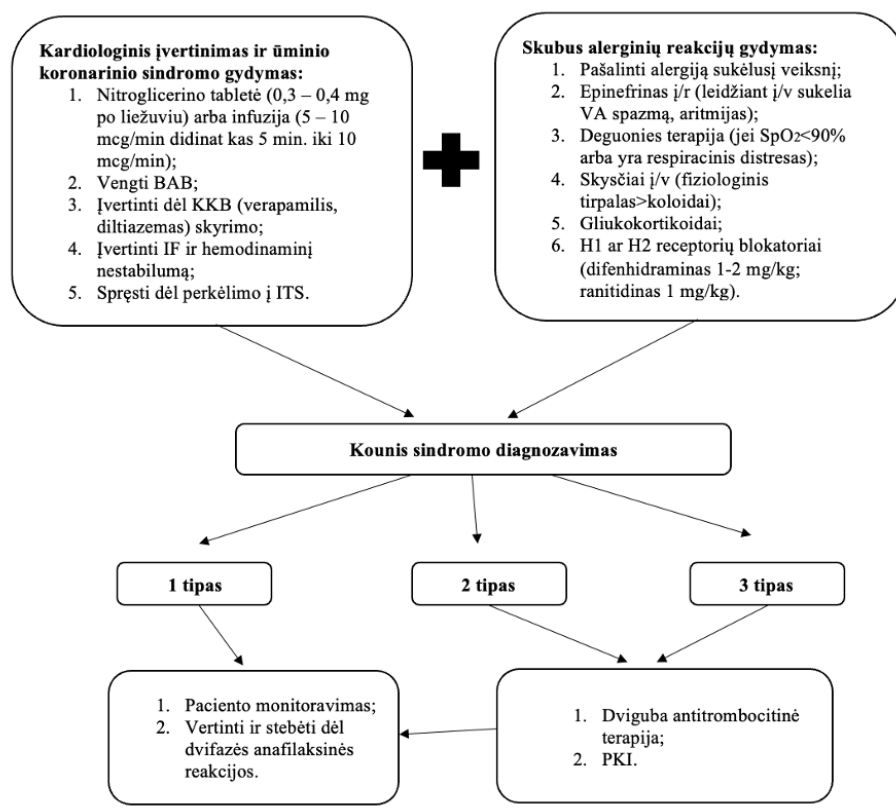 Kardiologinis įvertinimas ir ūminio
koronarinio sindromo gydymas:
1. Nitroglicerino tabletė (0,3 – 0,4 mg
po liežuviu) arba infuzija (5 – 10
mcg/min didinat kas 5 min. iki 10
mcg/min);
2. Vengti BAB;
3. Įvertinti dėl KKB (verapamilis,
diltiazemas) skyrimo;
4. Įvertinti IF ir hemodinaminį
nestabilumą;
5. Spręsti dėl perkėlimo į ITS.
Skubus alerginių reakcijų gydymas:
1. Pašalinti alergiją sukėlusį veiksnį;
2. Epinefrinas į/r (leidžiant į/v sukelia
VA spazmą, aritmijas);
3. Deguonies terapija (jei SpO2<90%
arba yra respiracinis distresas);
4. Skysčiai į/v (fiziologinis
tirpalas>koloidai);
5. Gliukokortikoidai;
6. H1 ar H2 receptorių blokatoriai
(difenhidraminas 1-2 mg/kg;
ranitidinas 1 mg/kg).
Kounis sindromo diagnozavimas
1 tipas
2 tipas
3 tipas
1. Paciento monitoravimas;
2. Vertinti ir stebėti dėl
dvifazės anafilaksinės
reakcijos.
1. Dviguba antitrombocitinė
terapija;
2. PKI.